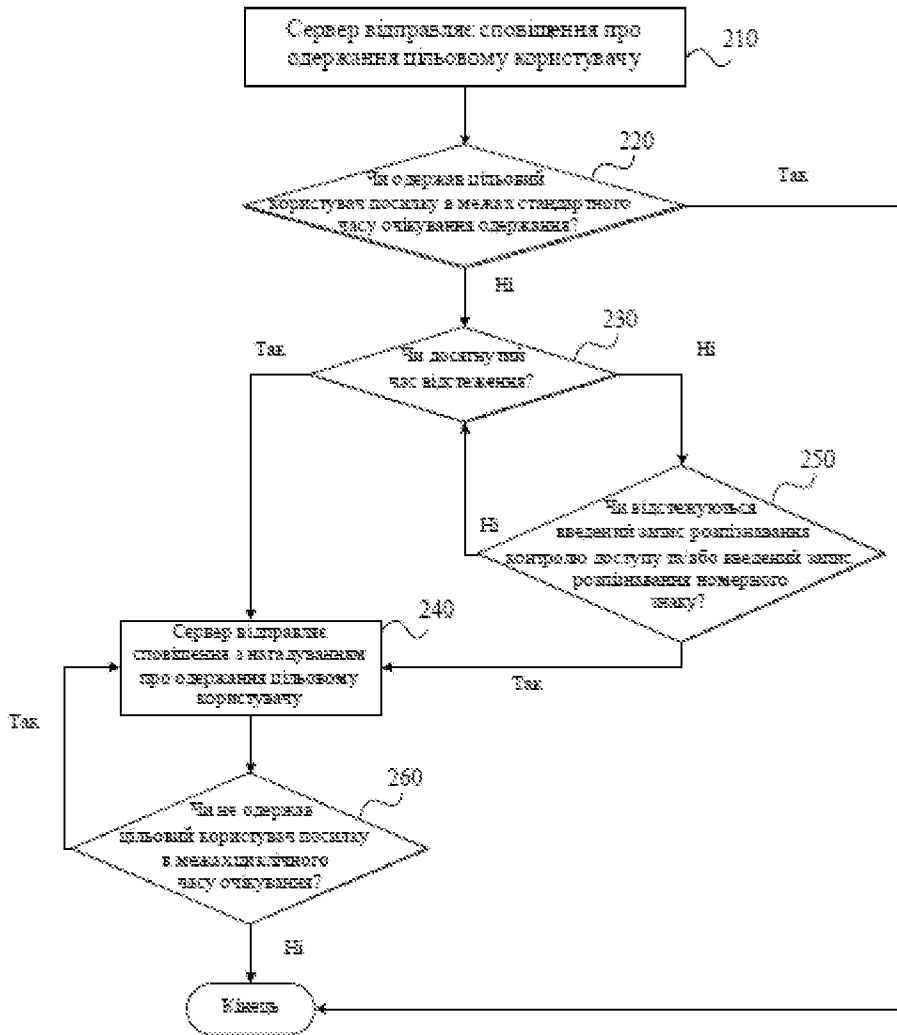 Сервер відправляє сповіщення про
одержання цільовому користувачу
210
220
Чи одержав цільовий
користувач посилку в межах стандартного
часу очікування одержання?
Так
Ні
230
Так
Чи досягнутий
час відстеження?
Ні
250
Чи відстежуються
введений запис розпізнавання
контролю доступу та/або введений запис
розпізнавання номерного
знаку?
Ні
240
Сервер відправляє
сповіщення з нагадуванням
про одержання цільовому
користувачу
Так
Так
260
Чи не одержав
цільовий користувач посилку
в межах циклічного
часу очікування?
Ні
Кінець